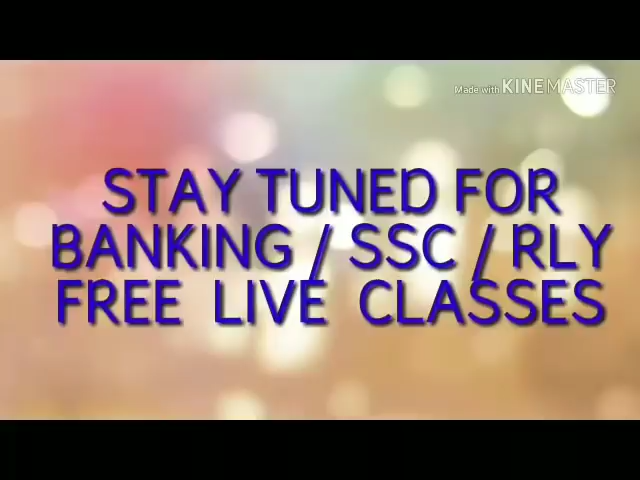 Made with KINEMASTER
STAY TUNED FOR
BANKING / SSC / RLY
FREE LIVE CLASSES